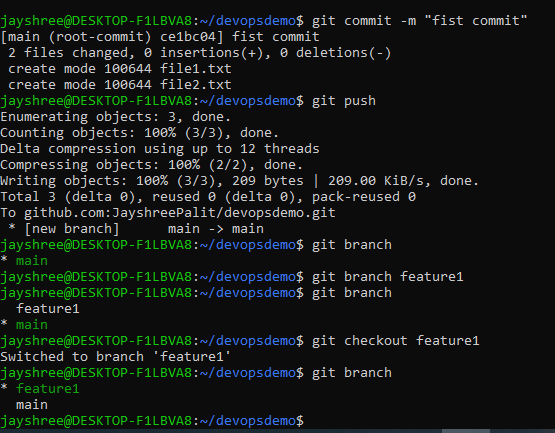 jayshree@DESKTOP-F1LBVA8:~/devopsdemo$ git commit -m "fist commit"
[main (root-commit) ce1bc04] fist commit
 2 files changed, 0 insertions(+), 0 deletions(-)
 create mode 100644 file1.txt
 create mode 100644 file2.txt
jayshree@DESKTOP-F1LBVA8:~/devopsdemo$ git push
Enumerating objects: 3, done.
Counting objects: 100% (3/3), done.
Delta compression using up to 12 threads
Compressing objects: 100% (2/2), done.
Writing objects: 100% (3/3), 209 bytes | 209.00 KiB/s, done.
Total 3 (delta 0), reused 0 (delta 0), pack-reused 0
To github.com:JayshreePalit/devopsdemo.git
 * [new branch]      main -> main
jayshree@DESKTOP-F1LBVA8:~/devopsdemo$ git branch
* main
jayshree@DESKTOP-F1LBVA8:~/devopsdemo$ git branch feature1
jayshree@DESKTOP-F1LBVA8:~/devopsdemo$ git branch
  feature1
* main
jayshree@DESKTOP-F1LBVA8:~/devopsdemo$ git checkout feature1
Switched to branch 'feature1'
jayshree@DESKTOP-F1LBVA8:~/devopsdemo$ git branch
* feature1
  main
jayshree@DESKTOP-F1LBVA8:~/devopsdemo$